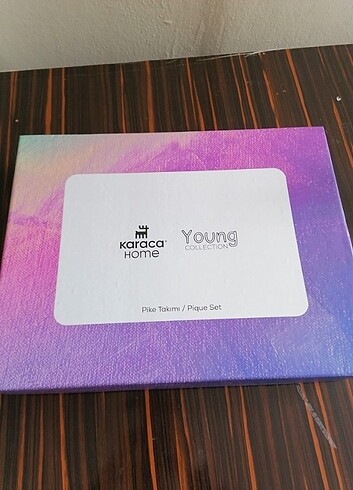 Karaca
HOME
Young
COLLECTION
Pike Takımı / Pique Set